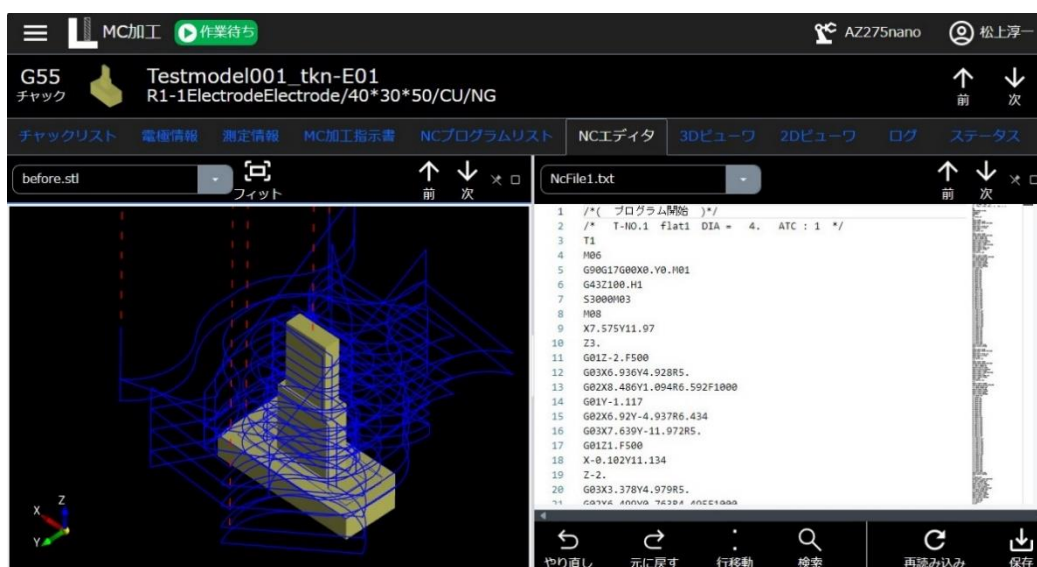 MC加工 作業待ち AZ275nano 松上淳一
G55 チャック
Testmodel001_tkn-E01
R1-1ElectrodeElectrode/40*30*50/CU/NG
前 次
チャックリスト 電極情報 測定情報 MC加工指示書 NCプログラムリスト NCエディタ 3Dビューワ 2Dビューワ ログ ステータス
before.stl フィット 前 次
NcFile1.txt 前 次
1 /*( プログラム開始 )*/
2 /* T-NO.1 flat1 DIA = 4. ATC : 1 */
3 T1
4 M06
5 G90G17G00X0.Y0.M01
6 G43Z100.H1
7 S3000M03
8 M08
9 X7.575Y11.97
10 Z3.
11 G01Z-2.F500
12 G03X6.936Y4.928R5.
13 G02X8.486Y1.094R6.592F1000
14 G01Y-1.117
15 G02X6.92Y-4.937R6.434
16 G03X7.639Y-11.972R5.
17 G01Z1.F500
18 X-0.102Y11.134
19 Z-2.
20 G03X3.378Y4.979R5.
21
X Y Z
やり直し 元に戻す 行移動 検索 再読み込み 保存